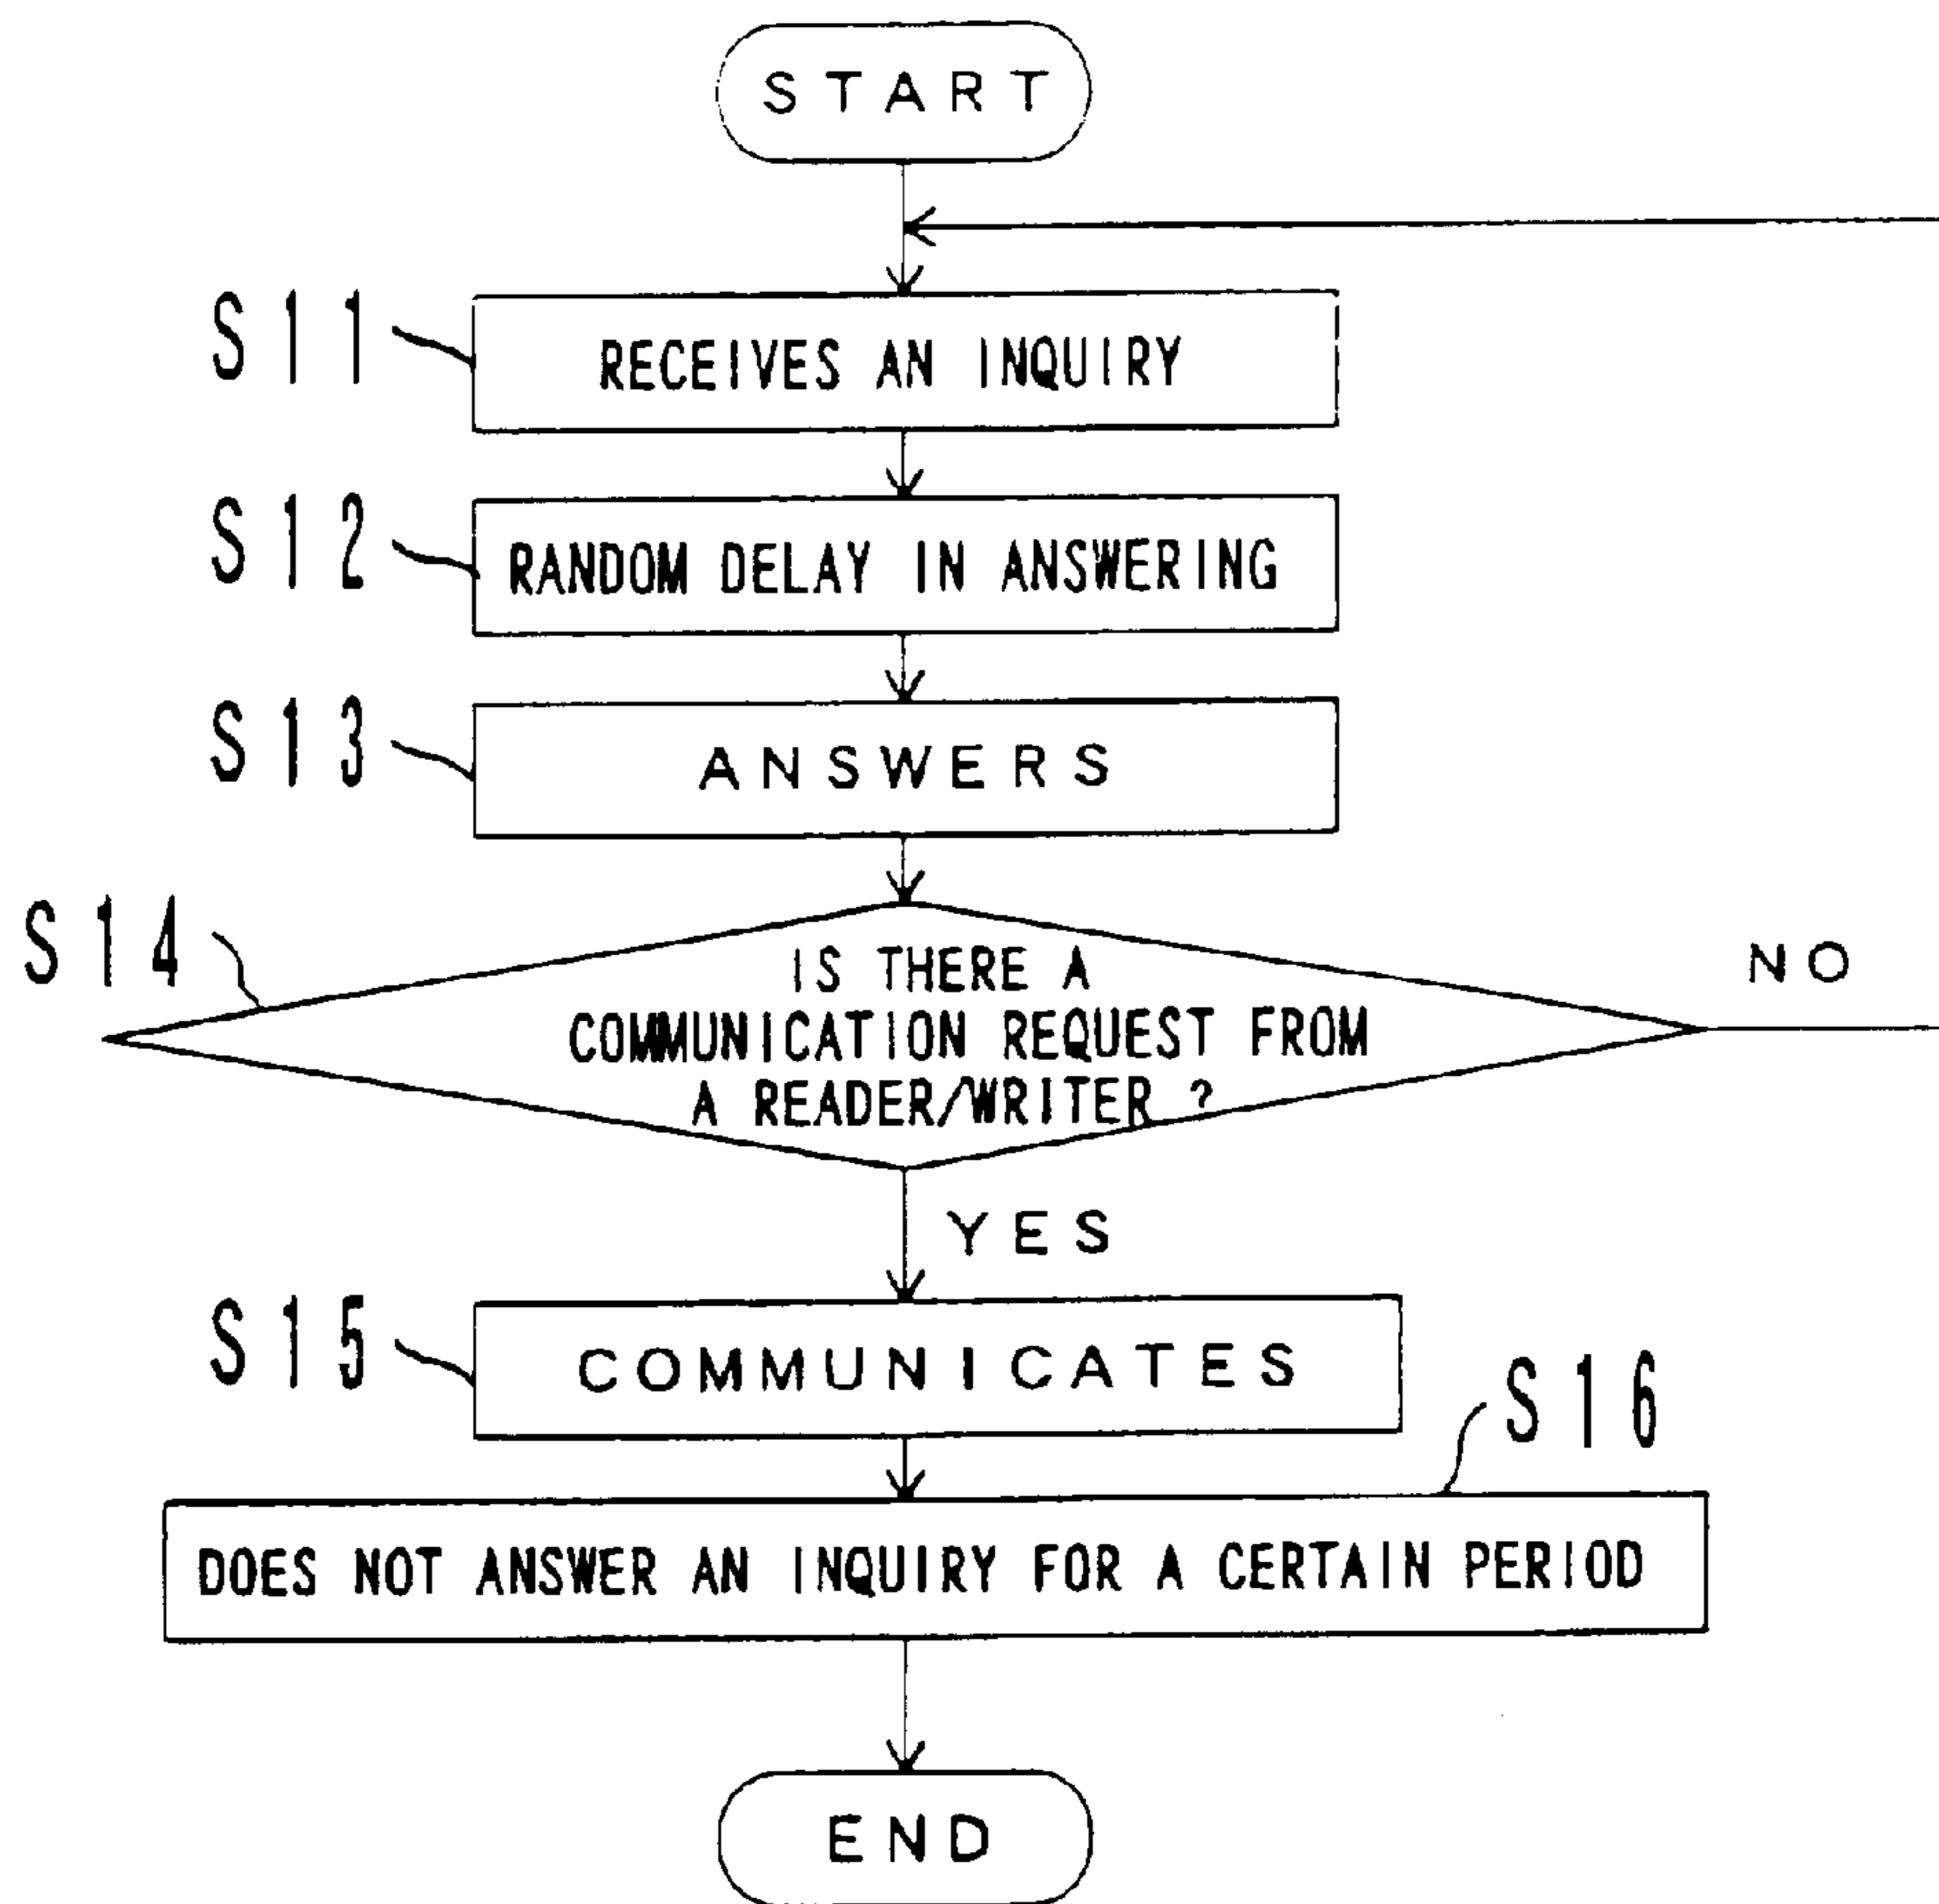 START
S11
RECEIVES AN INQUIRY
S12
RANDOM DELAY IN ANSWERING
S13
ANSWERS
S14
IS THERE A
COMMUNICATION REQUEST FROM
A READER/WRITER ?
NO
YES
S15
COMMUNICATES
S16
DOES NOT ANSWER AN INQUIRY FOR A CERTAIN PERIOD
END